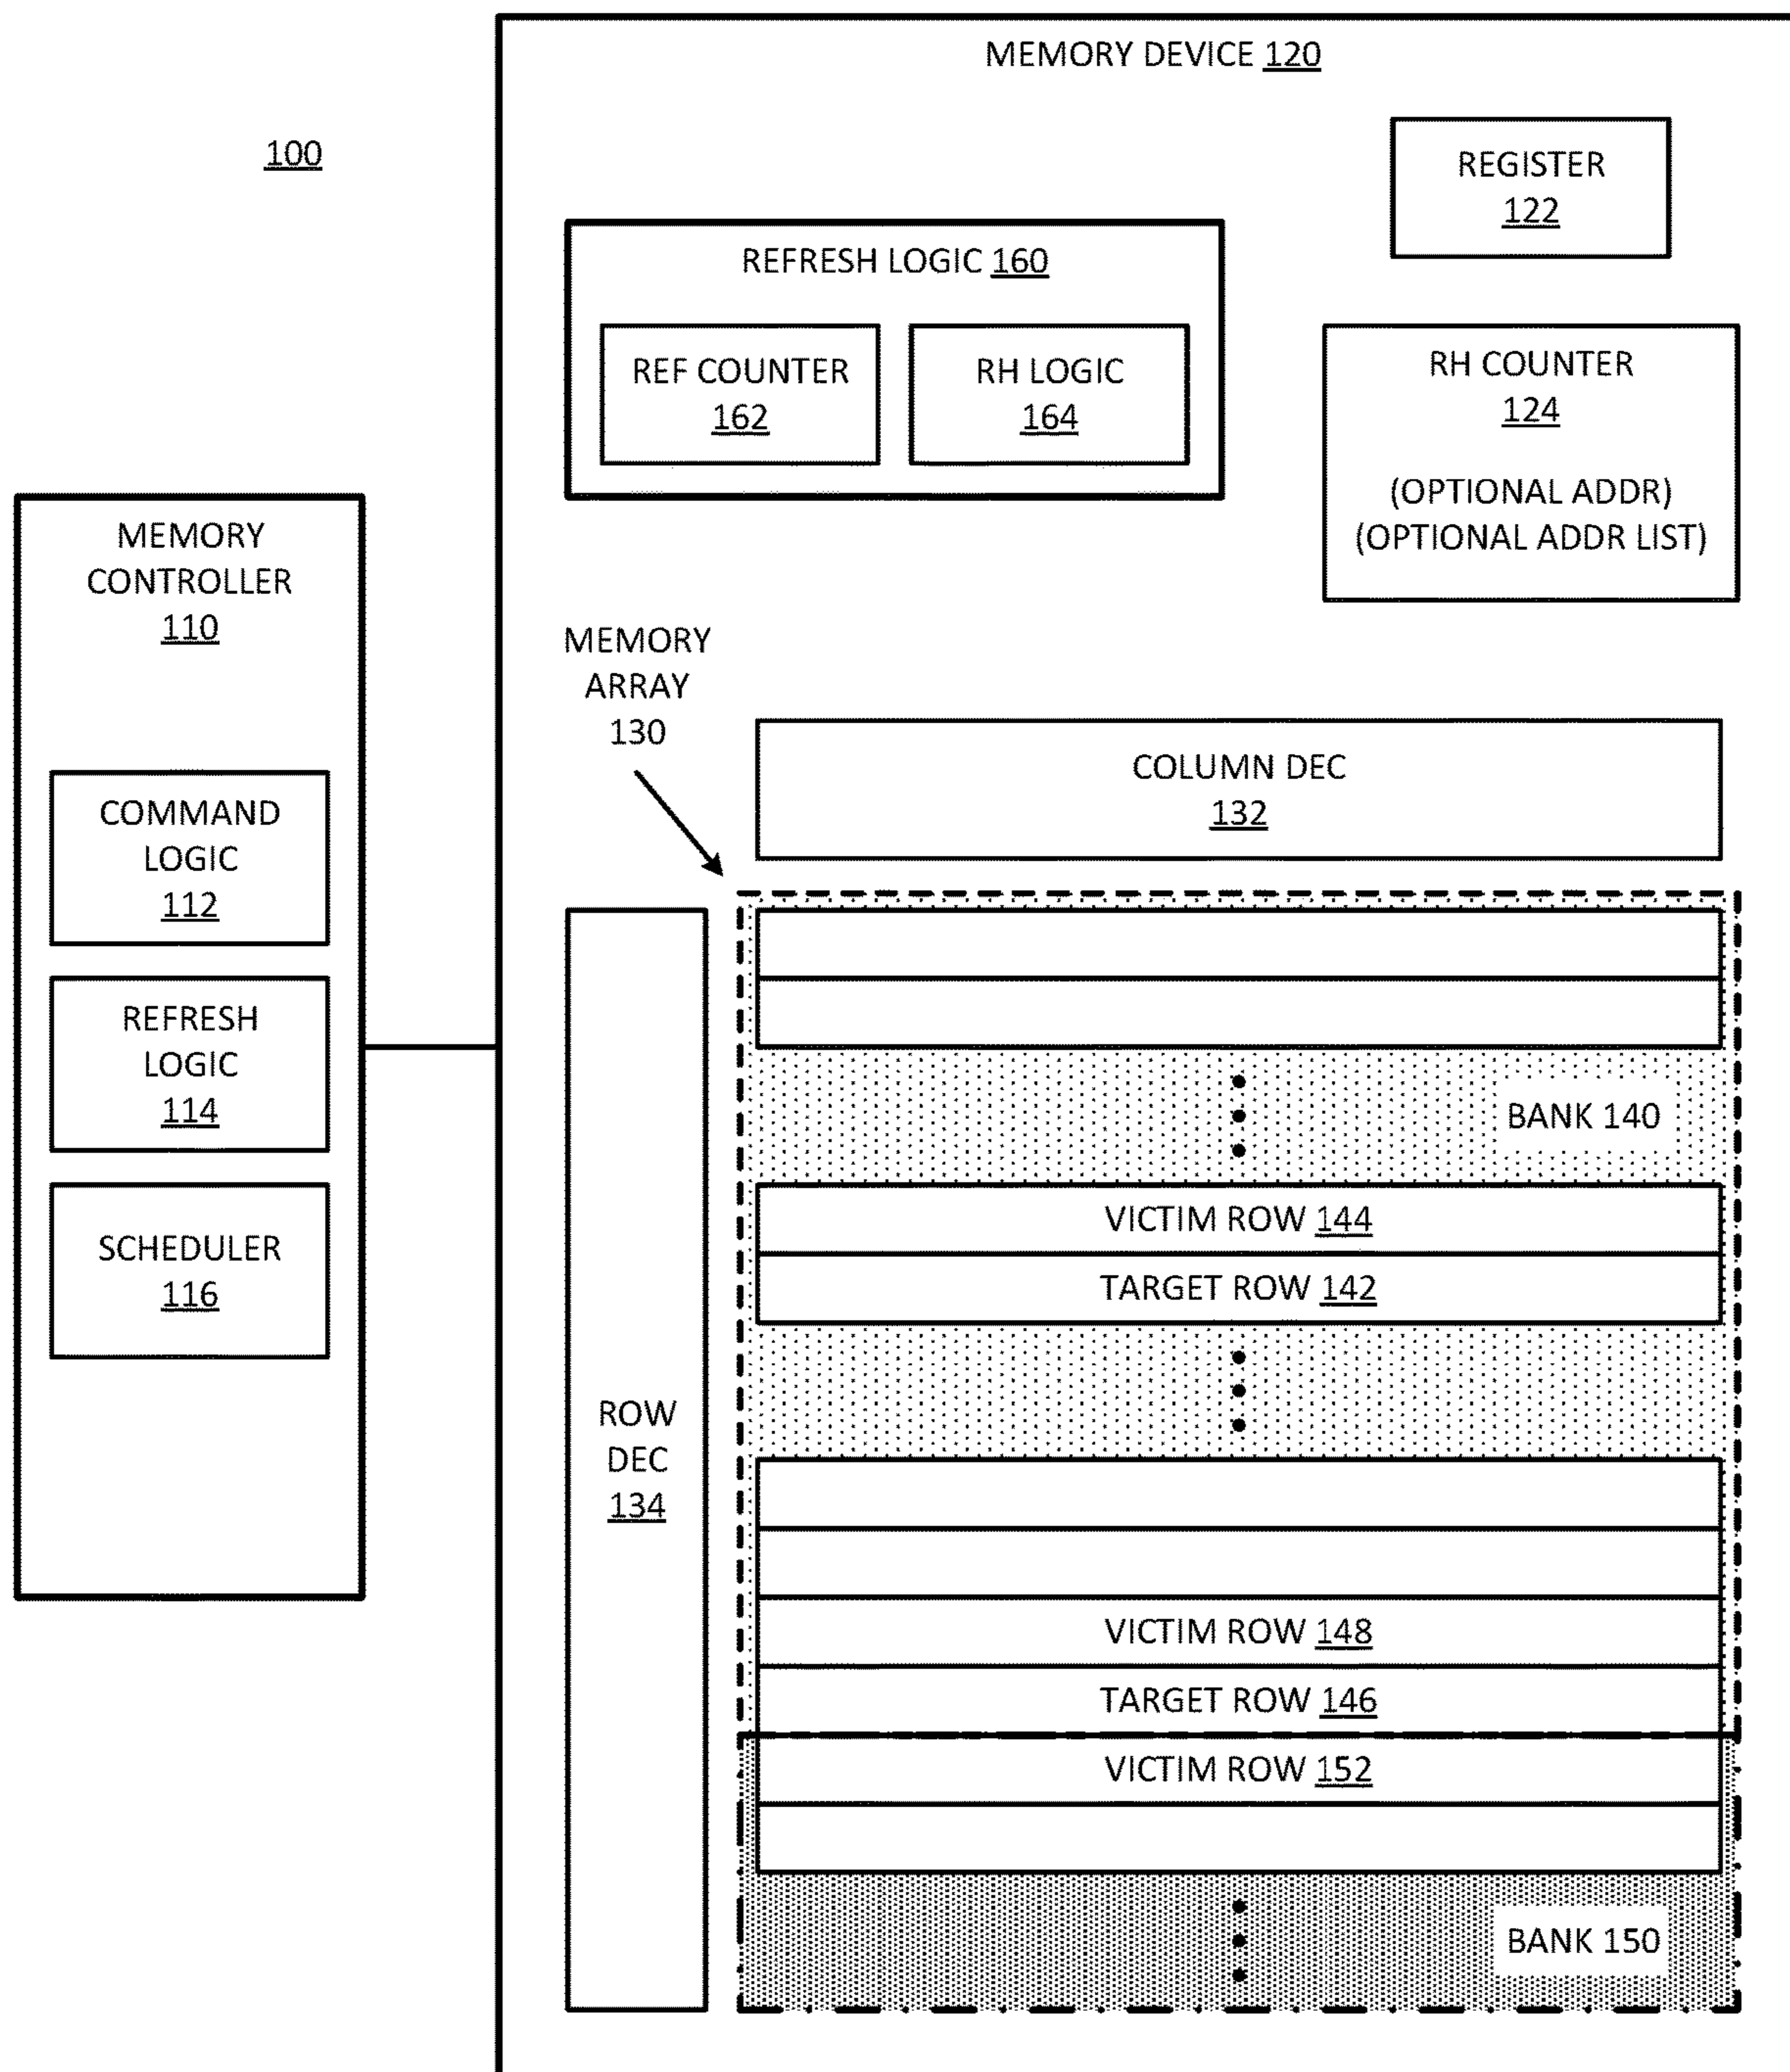 MEMORY DEVICE 120
100
REGISTER
122
REFRESH LOGIC 160
REF COUNTER
162
RH LOGIC
164
RH COUNTER
124
(OPTIONAL ADDR)
(OPTIONAL ADDR LIST)
MEMORY
CONTROLLER
110
COMMAND
LOGIC
112
REFRESH
LOGIC
114
SCHEDULER
116
MEMORY
ARRAY
130
COLUMN DEC
132
ROW
DEC
134
BANK 140
VICTIM ROW 144
TARGET ROW 142
VICTIM ROW 148
TARGET ROW 146
VICTIM ROW 152
BANK 150